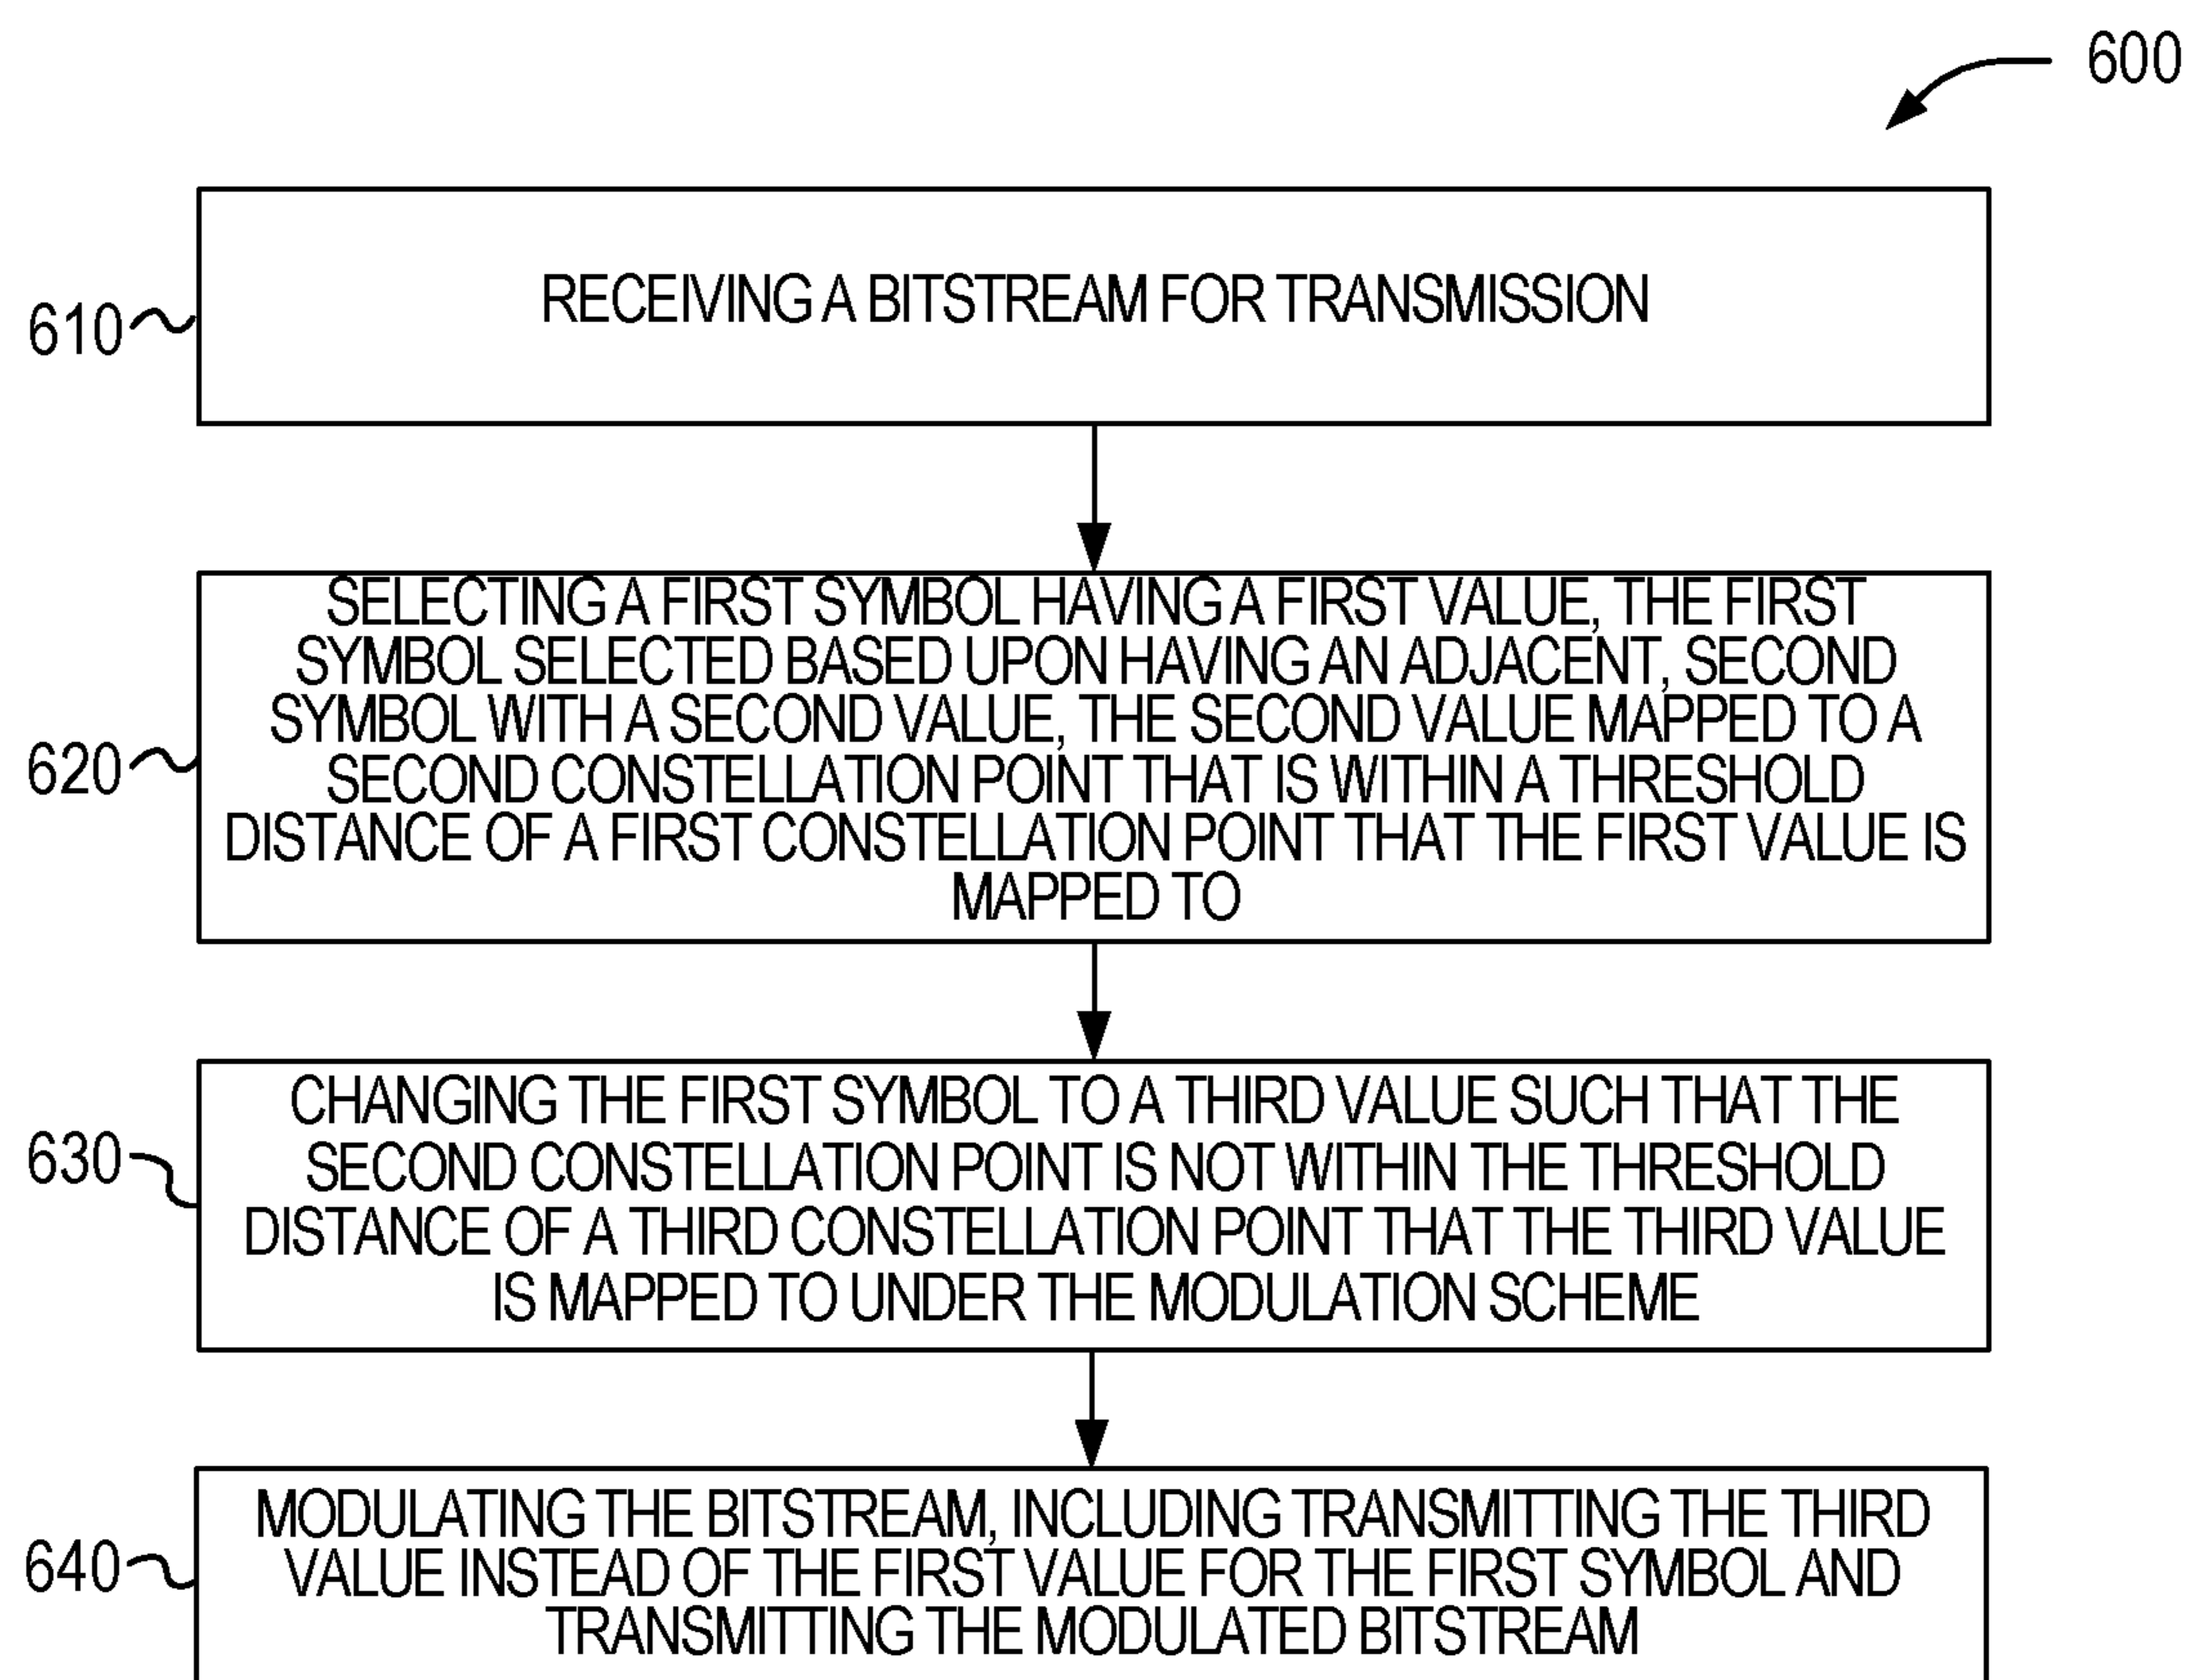 600
610
RECEIVING A BITSTREAM FOR TRANSMISSION
620
SELECTING A FIRST SYMBOL HAVING A FIRST VALUE, THE FIRST
SYMBOL SELECTED BASED UPON HAVING AN ADJACENT, SECOND
SYMBOL WITH A SECOND VALUE, THE SECOND VALUE MAPPED TO A
SECOND CONSTELLATION POINT THAT IS WITHIN A THRESHOLD
DISTANCE OF A FIRST CONSTELLATION POINT THAT THE FIRST VALUE IS
MAPPED TO
630
CHANGING THE FIRST SYMBOL TO A THIRD VALUE SUCH THAT THE
SECOND CONSTELLATION POINT IS NOT WITHIN THE THRESHOLD
DISTANCE OF A THIRD CONSTELLATION POINT THAT THE THIRD VALUE
IS MAPPED TO UNDER THE MODULATION SCHEME
640
MODULATING THE BITSTREAM, INCLUDING TRANSMITTING THE THIRD
VALUE INSTEAD OF THE FIRST VALUE FOR THE FIRST SYMBOL AND
TRANSMITTING THE MODULATED BITSTREAM